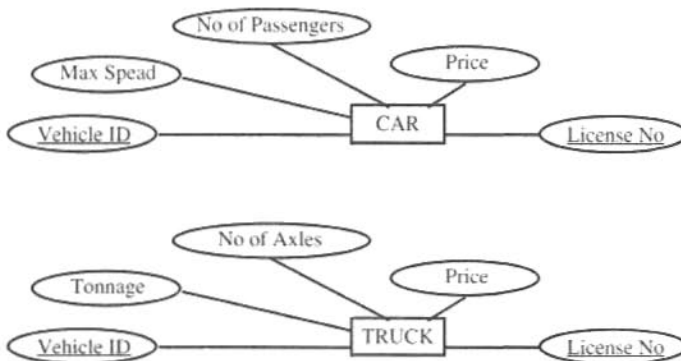 No of Passengers
Max Spead
Price
CAR
Vehicle ID
License No
No of Axles
Tonnage
Price
TRUCK
Vehicle ID
License No